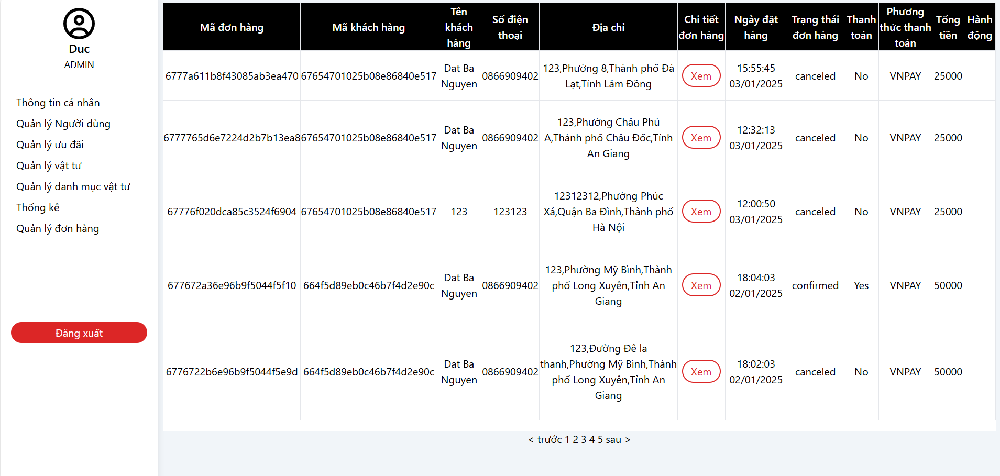 Duc
ADMIN
Thông tin cá nhân
Quản lý Người dùng
Quản lý ưu đãi
Quản lý vật tư
Quản lý danh mục vật tư
Thống kê
Quản lý đơn hàng
Đăng xuất
Mã đơn hàng
Mã khách hàng
Tên
khách
hàng
Số điện
thoại
Địa chỉ
Chi tiết
đơn hàng
Ngày đặt
hàng
Trạng thái
đơn hàng
Thanh
toán
Phương
thức thanh
toán
Tổng
tiền
Hành
động
6777a611b8f43085ab3ea470
67654701025b08e86840e517
Dat Ba
Nguyen
0866909402
123,Phường 8,Thành phố Đà
Lạt,Tỉnh Lâm Đồng
Xem
15:55:45
03/01/2025
canceled
No
VNPAY
25000
6777765d6e7224d2b7b13ea8
67654701025b08e86840e517
Dat Ba
Nguyen
0866909402
123,Phường Châu Phú
A,Thành phố Châu Đốc,Tỉnh
An Giang
Xem
12:32:13
03/01/2025
canceled
No
VNPAY
25000
67776f020dca85c3524f6904
67654701025b08e86840e517
123
123123
12312312,Phường Phúc
Xá,Quận Ba Đình,Thành phố
Hà Nội
Xem
12:00:50
03/01/2025
canceled
No
VNPAY
25000
677672a36e96b9f5044f5f10
664f5d89eb0c46b7f4d2e90c
Dat Ba
Nguyen
0866909402
123,Phường Mỹ Bình,Thành
phố Long Xuyên,Tỉnh An
Giang
Xem
18:04:03
02/01/2025
confirmed
Yes
VNPAY
50000
6776722b6e96b9f5044f5e9d
664f5d89eb0c46b7f4d2e90c
Dat Ba
Nguyen
0866909402
123,Đường Đê la
thanh,Phường Mỹ Bình,Thành
phố Long Xuyên,Tỉnh An
Giang
Xem
18:02:03
02/01/2025
canceled
No
VNPAY
50000
< trước 1 2 3 4 5 sau >